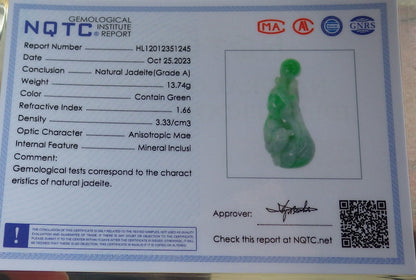 NQTC®
GEMOLOGICAL
INSTITUTE
REPORT
MA
GNRS
Report Number HL12012351245
Date Oct 25.2023
Conclusion Natural Jadeite(Grade A)
Weight 13.74g
Color Contain Green
Refractive Index 1.66
Density 3.33/cm3
Optic Character Anisotropic Mae
Internal Feature Mineral Inclusi
Comment:
Gemological tests correspond to the charact
eristics of natural jadeite.
Approver:
Check this report at NQTC.net